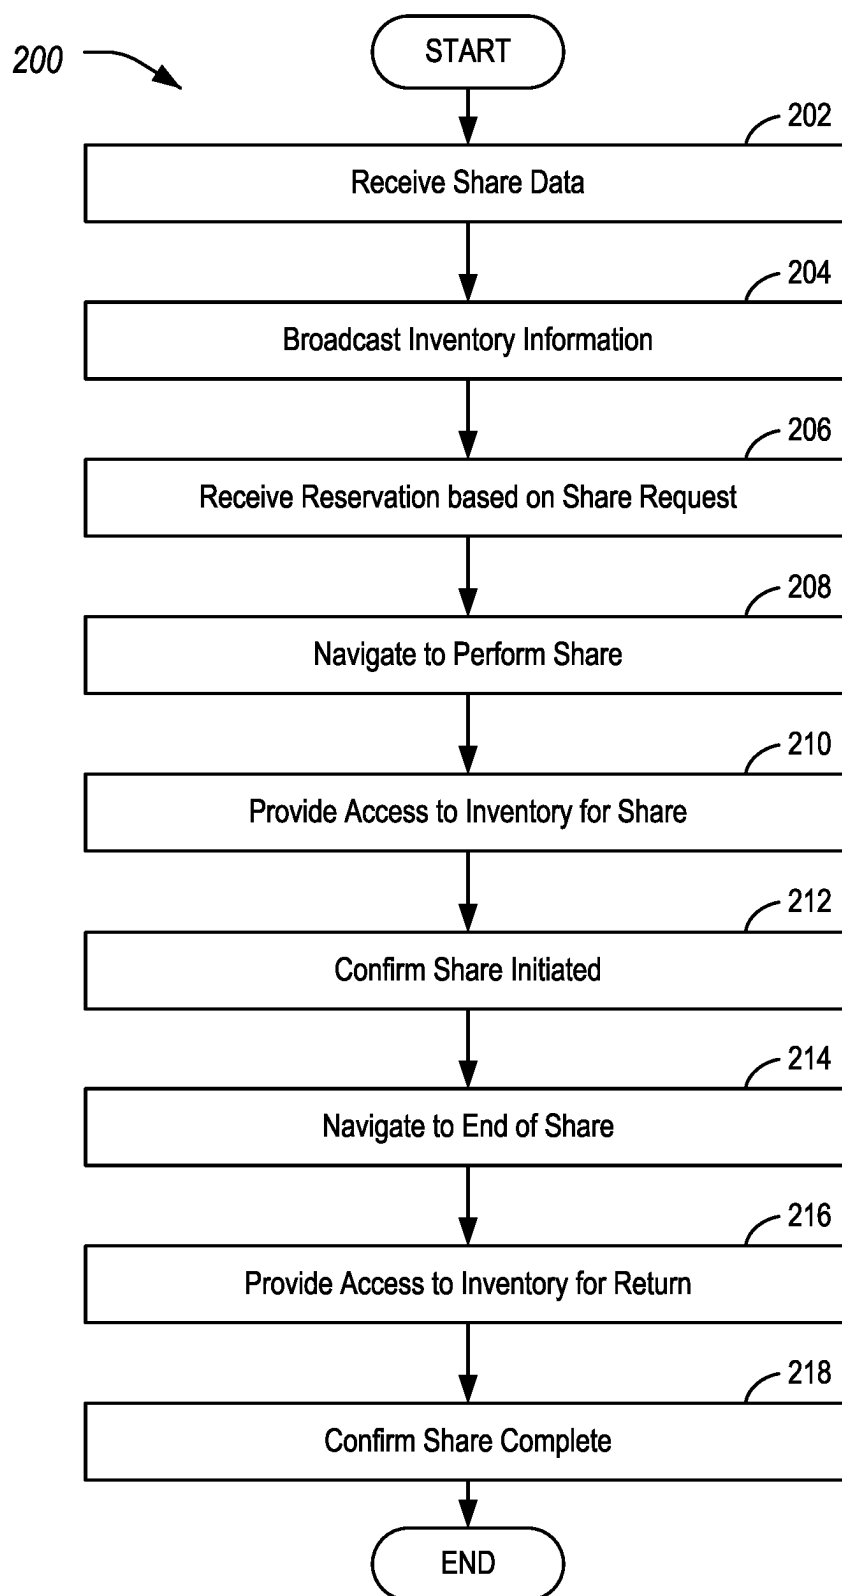 START
200
202
Receive Share Data
204
Broadcast Inventory Information
206
Receive Reservation based on Share Request
208
Navigate to Perform Share
210
Provide Access to Inventory for Share
212
Confirm Share Initiated
214
Navigate to End of Share
216
Provide Access to Inventory for Return
218
Confirm Share Complete
END